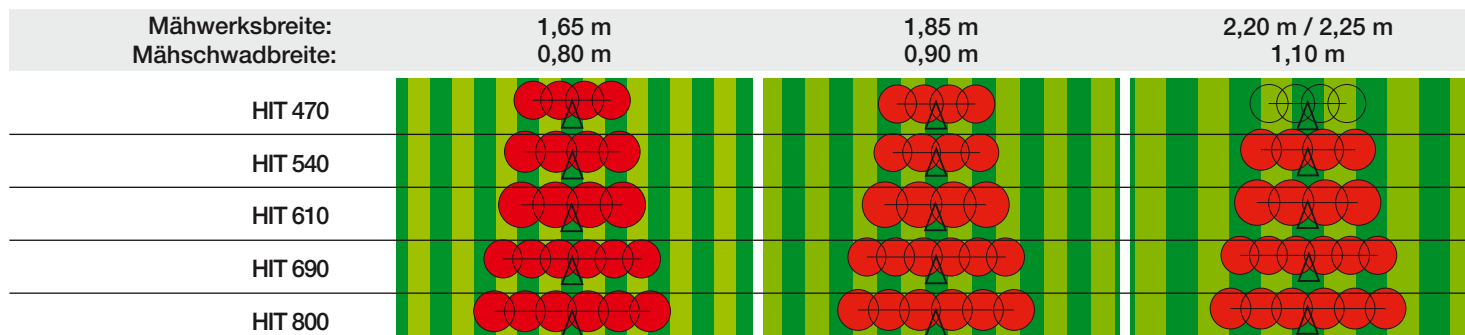 Mähwerksbreite: 1,65 m 1,85 m 2,20 m / 2,25 m
Mähschwadbreite: 0,80 m 0,90 m 1,10 m
HIT 470
HIT 540
HIT 610
HIT 690
HIT 800